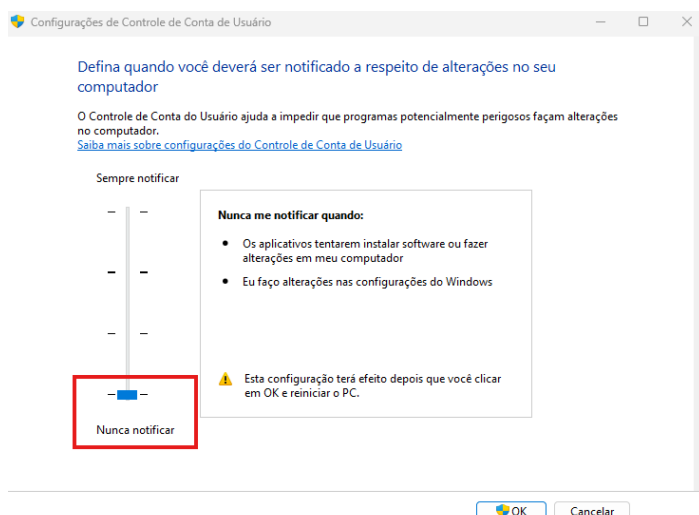 Configurações de Controle de Conta de Usuário
Defina quando você deverá ser notificado a respeito de alterações no seu
computador
O Controle de Conta do Usuário ajuda a impedir que programas potencialmente perigosos façam alterações
no computador.
Saiba mais sobre configurações do Controle de Conta de Usuário
Sempre notificar
Nunca me notificar quando:
Os aplicativos tentarem instalar software ou fazer
alterações em meu computador
Eu faço alterações nas configurações do Windows
Esta configuração terá efeito depois que você clicar
em OK e reiniciar o PC.
Nunca notificar
OK
Cancelar